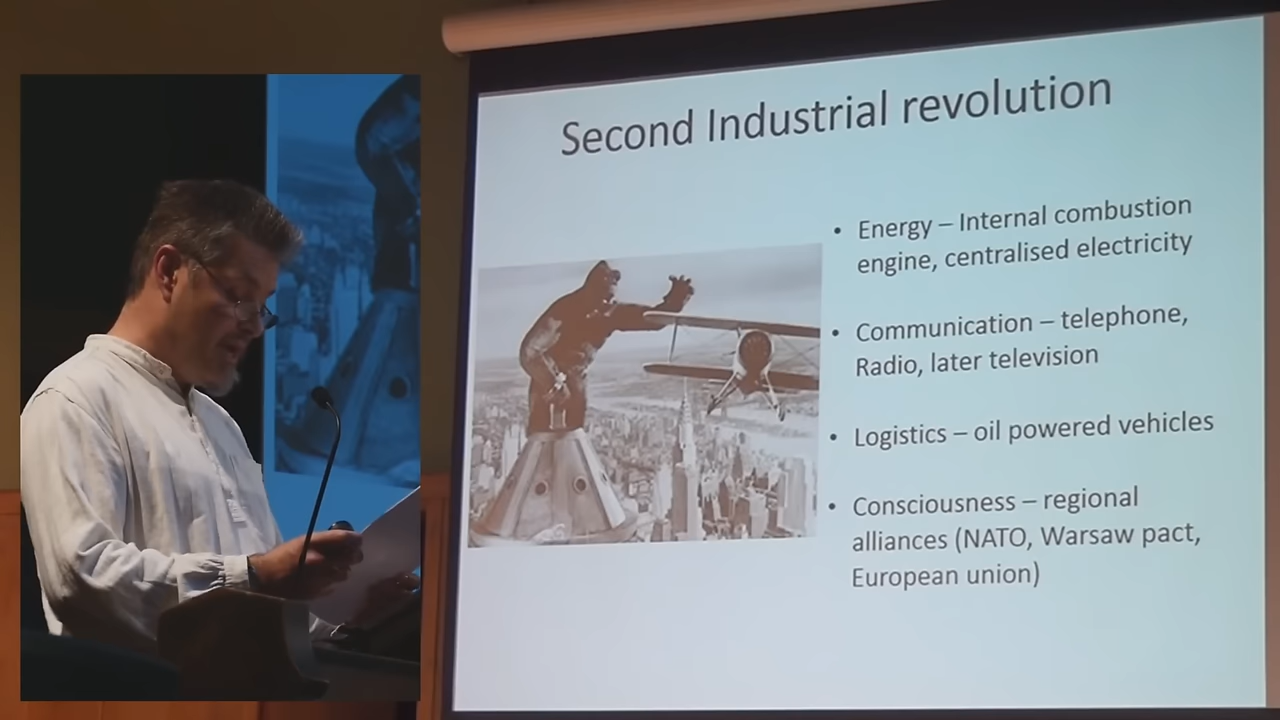 Second Industrial revolution
• Energy – Internal combustion
engine, centralised electricity
• Communication – telephone,
Radio, later television
• Logistics – oil powered vehicles
• Consciousness – regional
alliances (NATO, Warsaw pact,
European union)